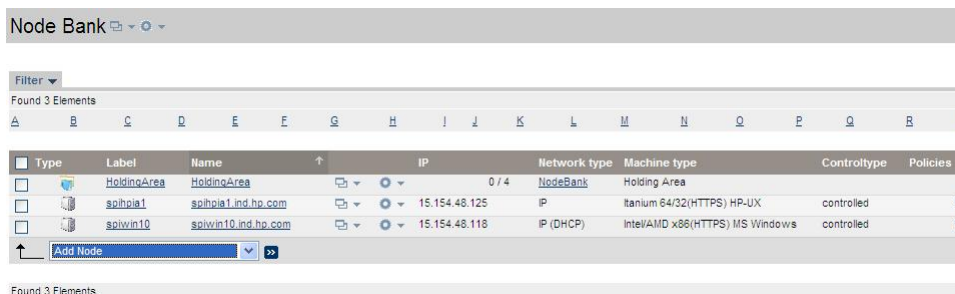 Node Bank
Filter
Found 3 Elements
A B C D E F G H I J K L M N O P Q R
Type Label Name IP Network type Machine type Controltype Policies
HoldingArea HoldingArea 0 / 4 NodeBank Holding Area
spihpia1 spihpia1.ind.hp.com 15.154.48.125 IP Itanium 64/32(HTTPS) HP-UX controlled
spiwin10 spiwin10.ind.hp.com 15.154.48.118 IP (DHCP) Intel/AMD x86(HTTPS) MS Windows controlled
Add Node
Found 3 Elements